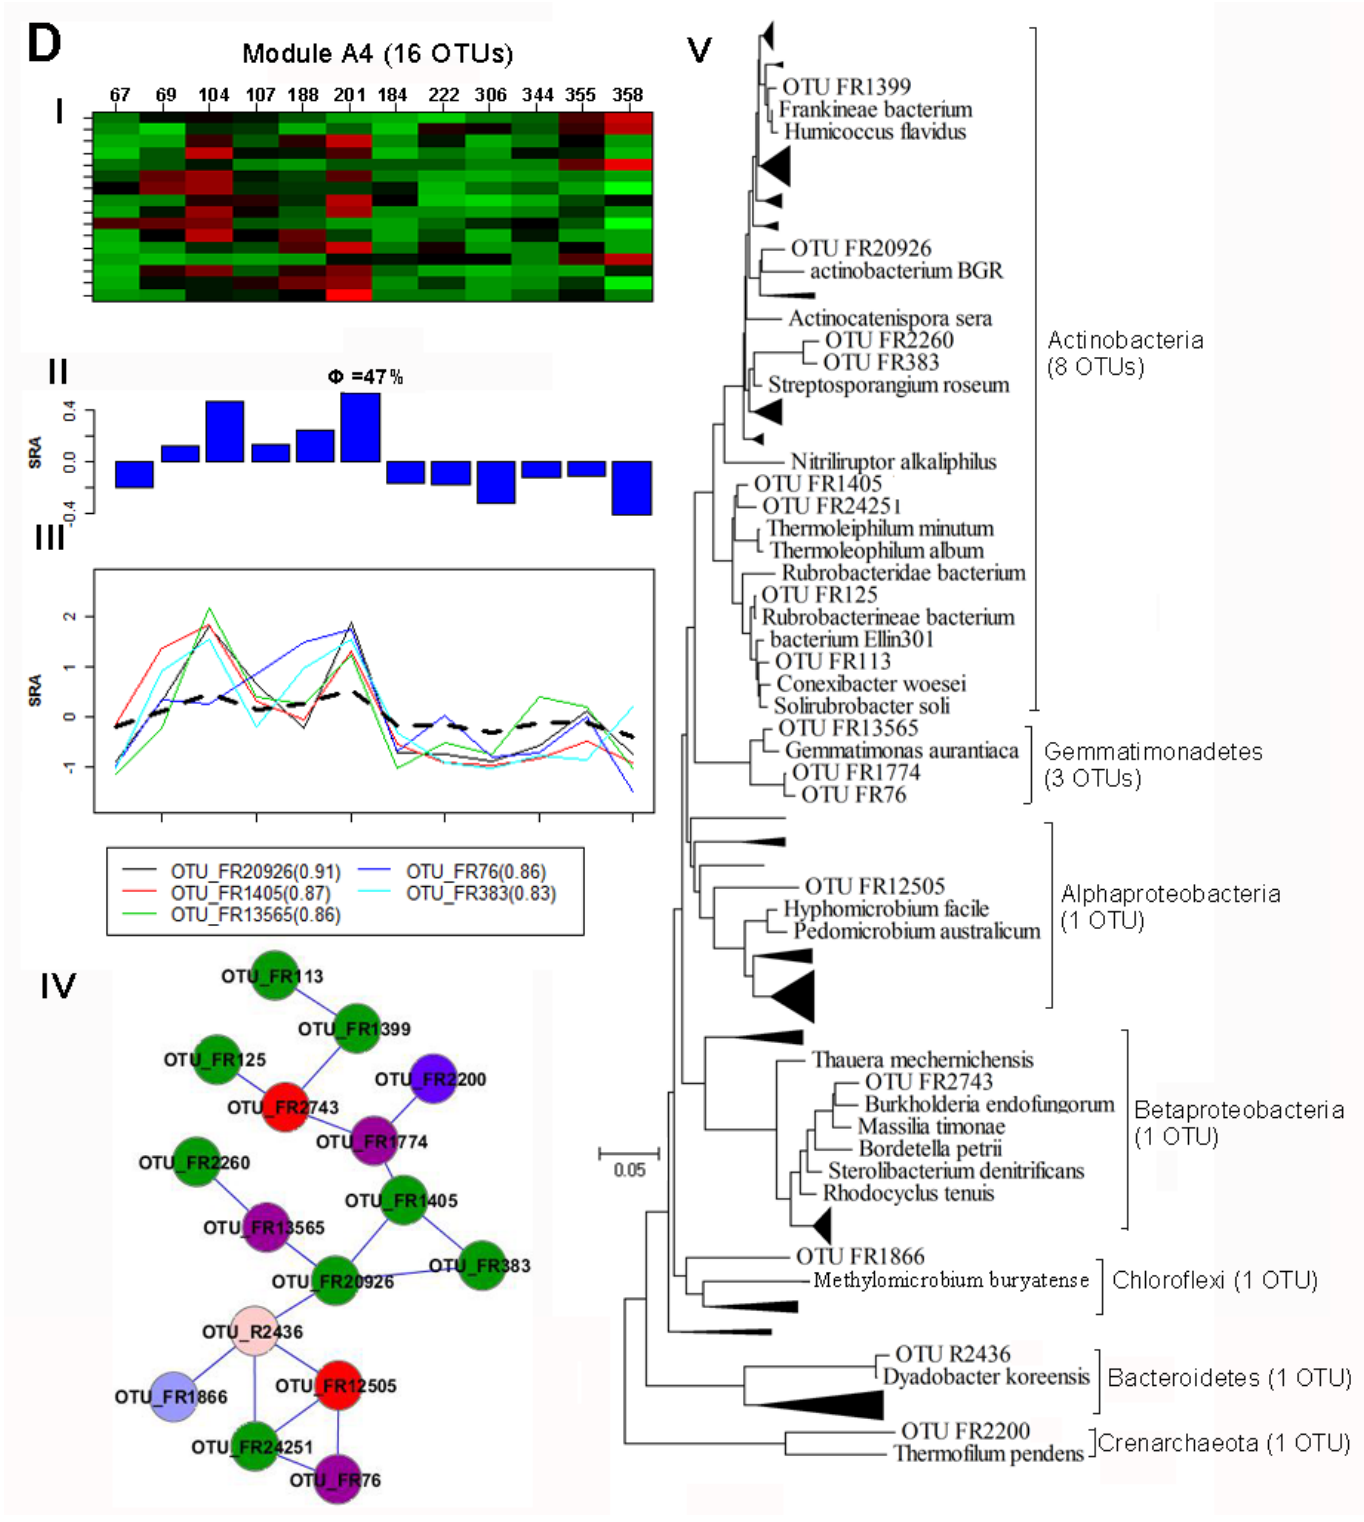 D
Module A4 (16 OTUs)
I
67 69 104 107 188 201 184 222 306 344 355 358
II
Φ =47%
SRA
0.4
0.0
-0.4
III
SRA
2
1
0
-1
OTU_FR20926(0.91)
OTU_FR1405(0.87)
OTU_FR13565(0.86)
OTU_FR76(0.86)
OTU_FR383(0.83)
IV
OTU_FR113
OTU_FR1399
OTU_FR125
OTU_FR2200
OTU_FR2743
OTU_FR1774
OTU_FR2260
OTU_FR1405
OTU_FR13565
OTU_FR383
OTU_FR20926
OTU_R2436
OTU_FR12505
OTU_FR1866
OTU_FR24251
OTU_FR76
V
OTU FR1399
Frankineae bacterium
Humicoccus flavidus
OTU FR20926
actinobacterium BGR
Actinocatenispora sera
OTU FR2260
OTU FR383
Streptosporangium roseum
Nitriliruptor alkaliphilus
OTU FR1405
OTU FR24251
Thermoleiphilum minutum
Thermoleophilum album
Rubrobacteridae bacterium
OTU FR125
Rubrobacterineae bacterium
bacterium Ellin301
OTU FR113
Conexibacter woesei
Solirubrobacter soli
Actinobacteria
(8 OTUs)
OTU FR13565
Gemmatimonas aurantiaca
OTU FR1774
OTU FR76
Gemmatimonadetes
(3 OTUs)
OTU FR12505
Hyphomicrobium facile
Pedomicrobium australicum
Alphaproteobacteria
(1 OTU)
Thauera mechernichensis
OTU FR2743
Burkholderia endofungorum
Massilia timonae
Bordetella petrii
Sterolibacterium denitrificans
Rhodocyclus tenuis
Betaproteobacteria
(1 OTU)
0.05
OTU FR1866
Methylomicrobium buryatense
Chloroflexi (1 OTU)
OTU R2436
Dyadobacter koreensis
Bacteroidetes (1 OTU)
OTU FR2200
Thermofilum pendens
Crenarchaeota (1 OTU)